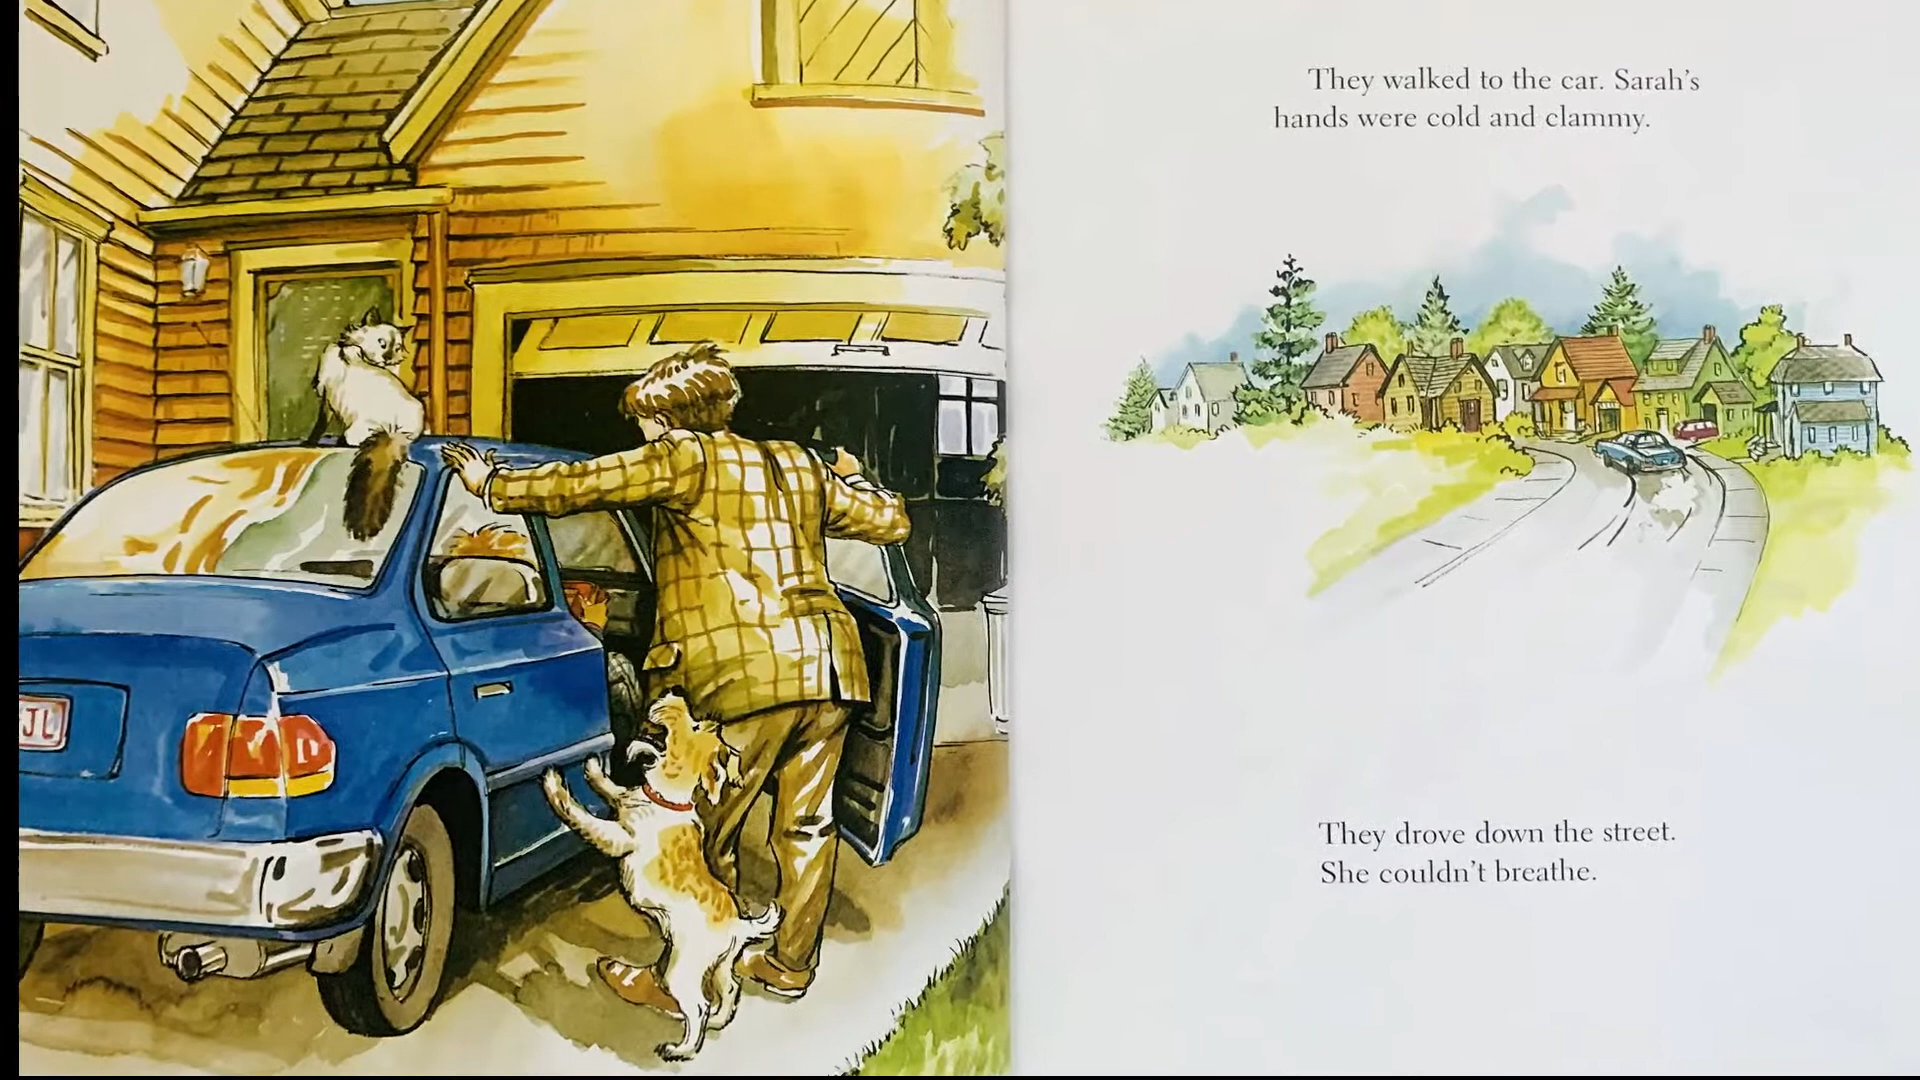 JL
They walked to the car. Sarah's
hands were cold and clammy.
They drove down the street.
She couldn't breathe.